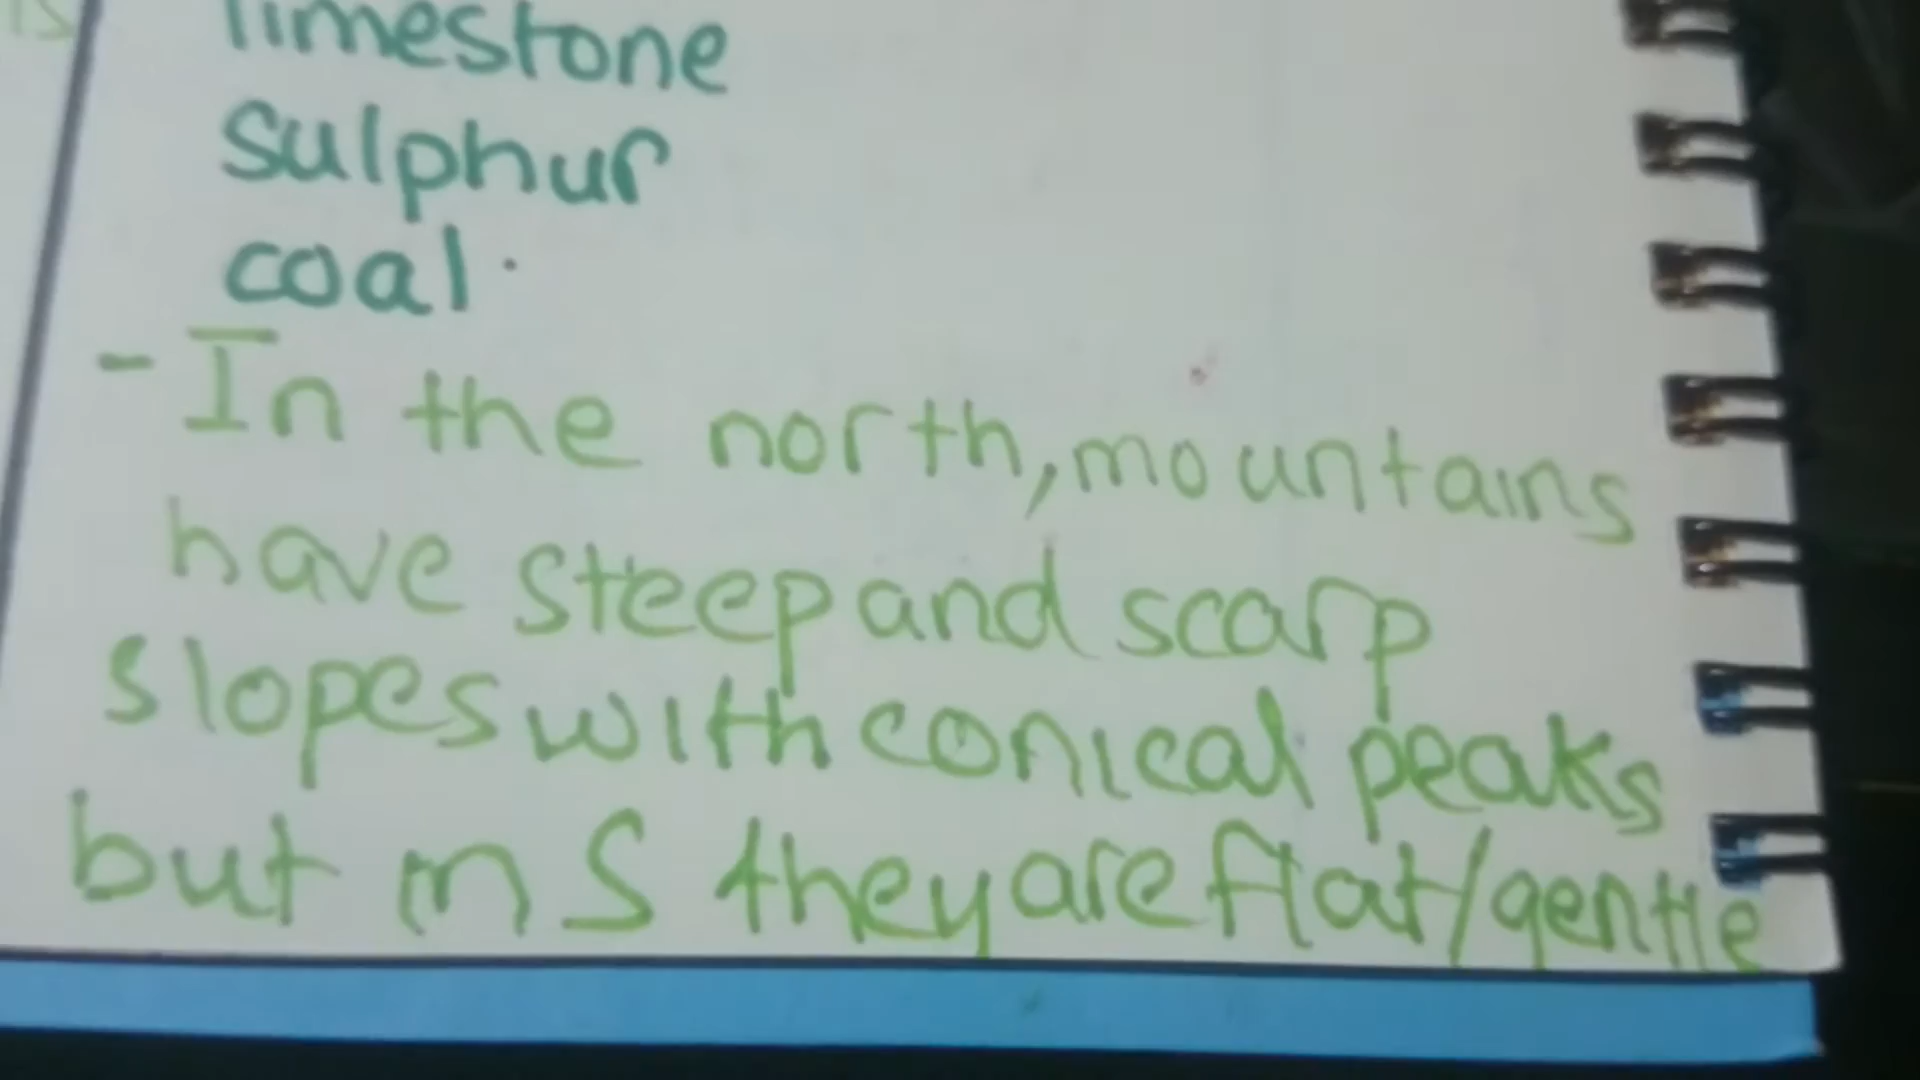 limestone
sulphur
coal.
- In the north, mountains
have steep and scarp
slopes with conical peaks
but in S they are flat/gentle